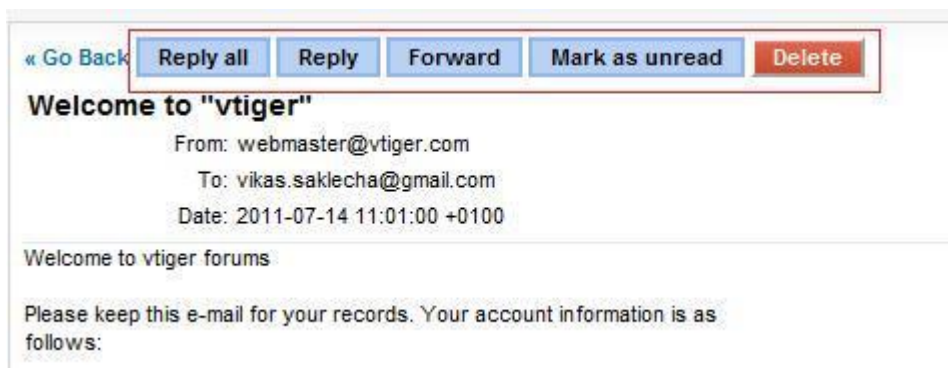 « Go Back Reply all Reply Forward Mark as unread Delete
Welcome to "vtiger"
From: webmaster@vtiger.com
To: vikas.saklecha@gmail.com
Date: 2011-07-14 11:01:00 +0100
Welcome to vtiger forums
Please keep this e-mail for your records. Your account information is as
follows: